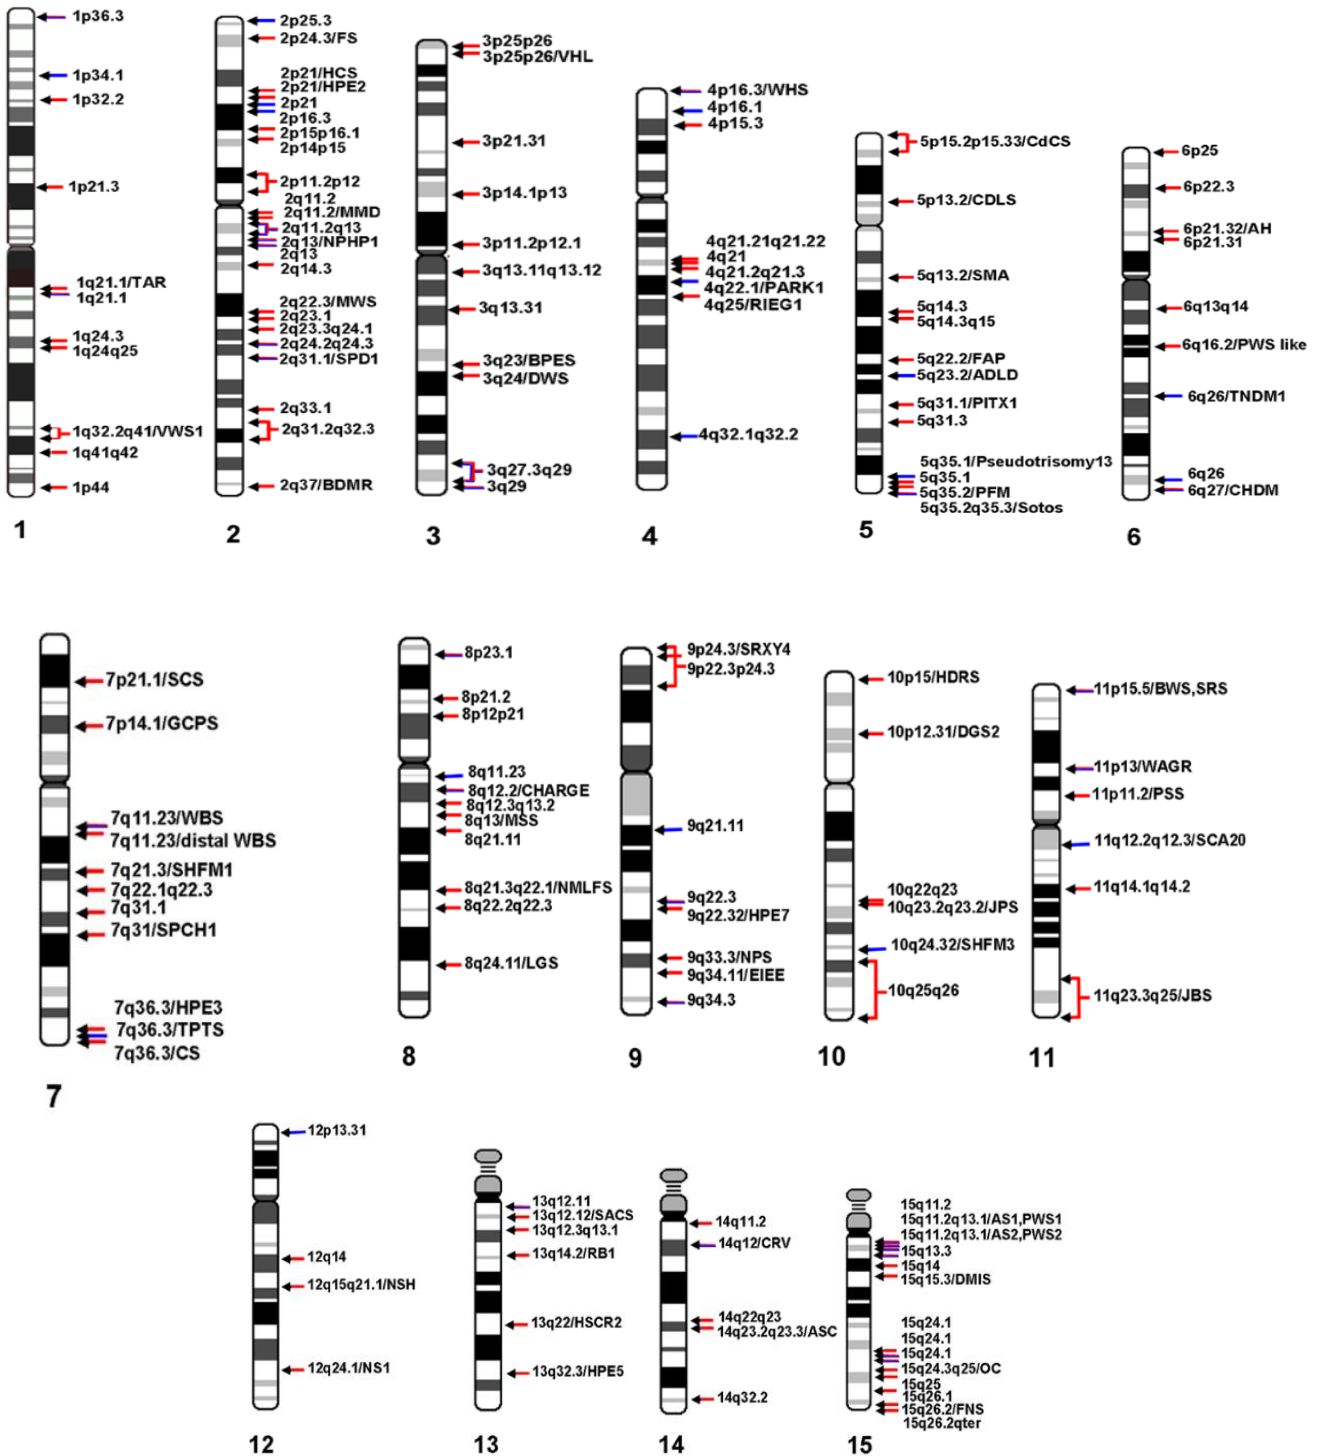 1p36.3
1p34.1
1p32.2
1p21.3
1q21.1/TAR
1q21.1
1q24.3
1q24q25
1q32.2q41/VWS1
1q41q42
1p44
1
2p25.3
2p24.3/FS
2p21/HCS
2p21/HPE2
2p21
2p16.3
2p15p16.1
2p14p15
2p11.2p12
2q11.2
2q11.2/MMD
2q11.2q13
2q13/NPHP1
2q13
2q14.3
2q22.3/MWS
2q23.1
2q23.3q24.1
2q24.2q24.3
2q31.1/SPD1
2q33.1
2q31.2q32.3
2q37/BDMR
2
3p25p26
3p25p26/VHL
3p21.31
3p14.1p13
3p11.2p12.1
3q13.11q13.12
3q13.31
3q23/BPES
3q24/DWS
3q27.3q29
3q29
3
4p16.3/WHS
4p16.1
4p15.3
4q21.21q21.22
4q21
4q21.2q21.3
4q22.1/PARK1
4q25/RIEG1
4q32.1q32.2
4
5p15.2p15.33/CdCS
5p13.2/CDLS
5q13.2/SMA
5q14.3
5q14.3q15
5q22.2/FAP
5q23.2/ADLD
5q31.1/PITX1
5q31.3
5q35.1/Pseudotrisomy13
5q35.1
5q35.2/PFM
5q35.2q35.3/Sotos
5
6p25
6p22.3
6p21.32/AH
6p21.31
6q13q14
6q16.2/PWS like
6q26/TNDM1
6q26
6q27/CHDM
6
7p21.1/SCS
7p14.1/GCPS
7q11.23/WBS
7q11.23/distal WBS
7q21.3/SHFM1
7q22.1q22.3
7q31.1
7q31/SPCH1
7q36.3/HPE3
7q36.3/TPTS
7q36.3/CS
7
8p23.1
8p21.2
8p12p21
8q11.23
8q12.2/CHARGE
8q12.3q13.2
8q13/MSS
8q21.11
8q21.3q22.1/NMLFS
8q22.2q22.3
8q24.11/LGS
8
9p24.3/SRXY4
9p22.3p24.3
9q21.11
9q22.3
9q22.32/HPE7
9q33.3/NPS
9q34.11/EIEE
9q34.3
9
10p15/HDRS
10p12.31/DGS2
10q22q23
10q23.2q23.2/JPS
10q24.32/SHFM3
10q25q26
10
11p15.5/BWS,SRS
11p13/WAGR
11p11.2/PSS
11q12.2q12.3/SCA20
11q14.1q14.2
11q23.3q25/JBS
11
12p13.31
12q14
12q15q21.1/NSH
12q24.1/NS1
12
13q12.11
13q12.12/SACS
13q12.3q13.1
13q14.2/RB1
13q22/HSCR2
13q32.3/HPE5
13
14q11.2
14q12/CRV
14q22q23
14q23.2q23.3/ASC
14q32.2
14
15q11.2
15q11.2q13.1/AS1,PWS1
15q11.2q13.1/AS2,PWS2
15q13.3
15q14
15q15.3/DMIS
15q24.1
15q24.1
15q24.1
15q24.3q25/OC
15q25
15q26.1
15q26.2/FNS
15q26.2qter
15